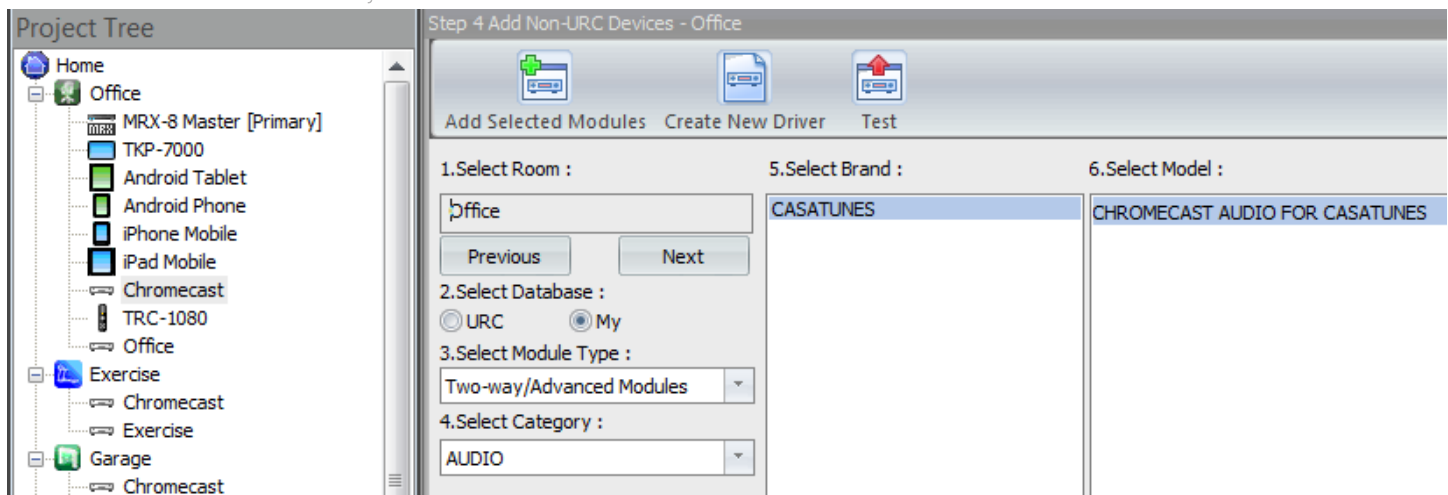 Project Tree
Home
Office
MRX-8 Master [Primary]
TKP-7000
Android Tablet
Android Phone
iPhone Mobile
iPad Mobile
Chromecast
TRC-1080
Office
Exercise
Chromecast
Exercise
Garage
Chromecast
Step 4 Add Non-URC Devices - Office
Add Selected Modules Create New Driver Test
1.Select Room :
Office
Previous Next
2.Select Database :
URC My
3.Select Module Type :
Two-way/Advanced Modules
4.Select Category :
AUDIO
5.Select Brand :
CASATUNES
6.Select Model :
CHROMECAST AUDIO FOR CASATUNES